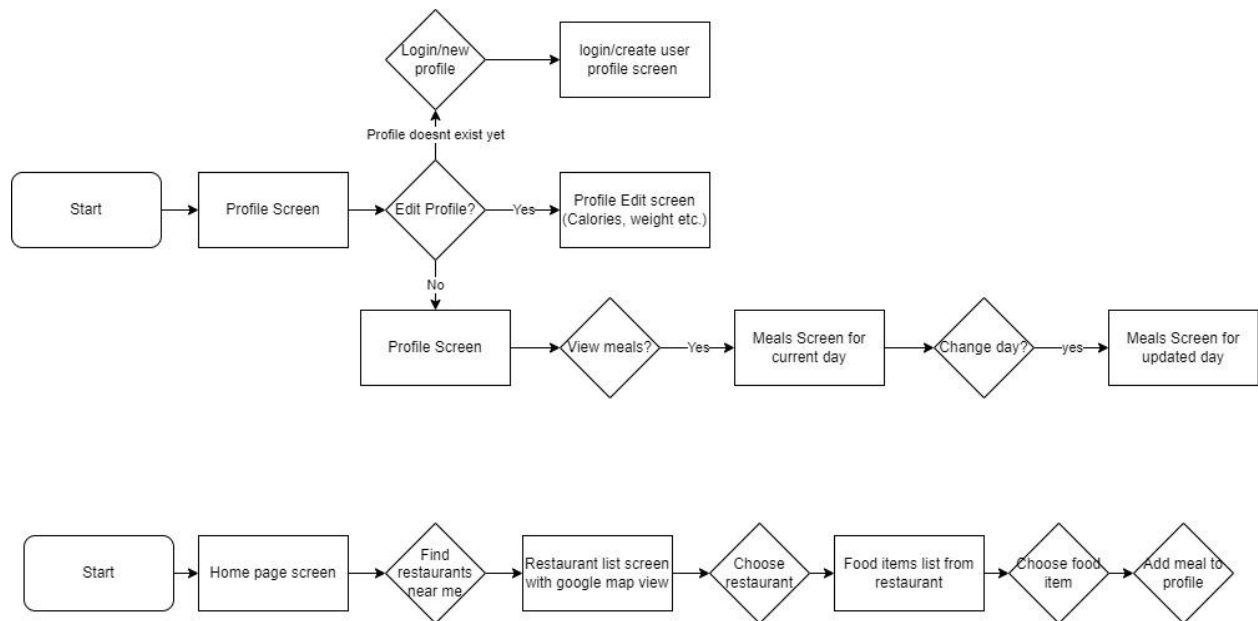 Login/new
profile
login/create user
profile screen
Profile doesnt exist yet
Start
Profile Screen
Edit Profile?
Yes
Profile Edit screen
(Calories, weight etc.)
No
Profile Screen
View meals?
Yes
Meals Screen for
current day
Change day?
yes
Meals Screen for
updated day
Start
Home page screen
Find
restaurants
near me
Restaurant list screen
with google map view
Choose
restaurant
Food items list from
restaurant
Choose food
item
Add meal to
profile